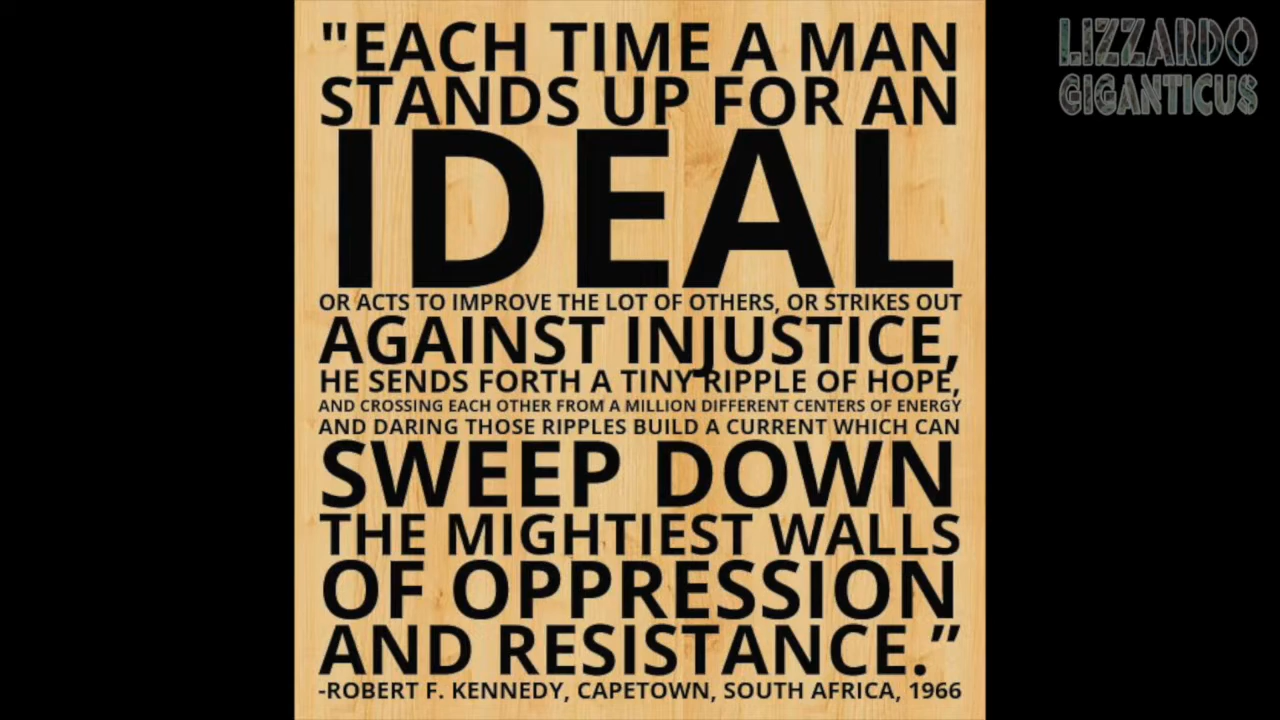 "EACH TIME A MAN
STANDS UP FOR AN
IDEAL
OR ACTS TO IMPROVE THE LOT OF OTHERS, OR STRIKES OUT
AGAINST INJUSTICE,
HE SENDS FORTH A TINY RIPPLE OF HOPE,
AND CROSSING EACH OTHER FROM A MILLION DIFFERENT CENTERS OF ENERGY
AND DARING THOSE RIPPLES BUILD A CURRENT WHICH CAN
SWEEP DOWN
THE MIGHTIEST WALLS
OF OPPRESSION
AND RESISTANCE.”
-ROBERT F. KENNEDY, CAPETOWN, SOUTH AFRICA, 1966
LIZZARDO
GIGANTICUS